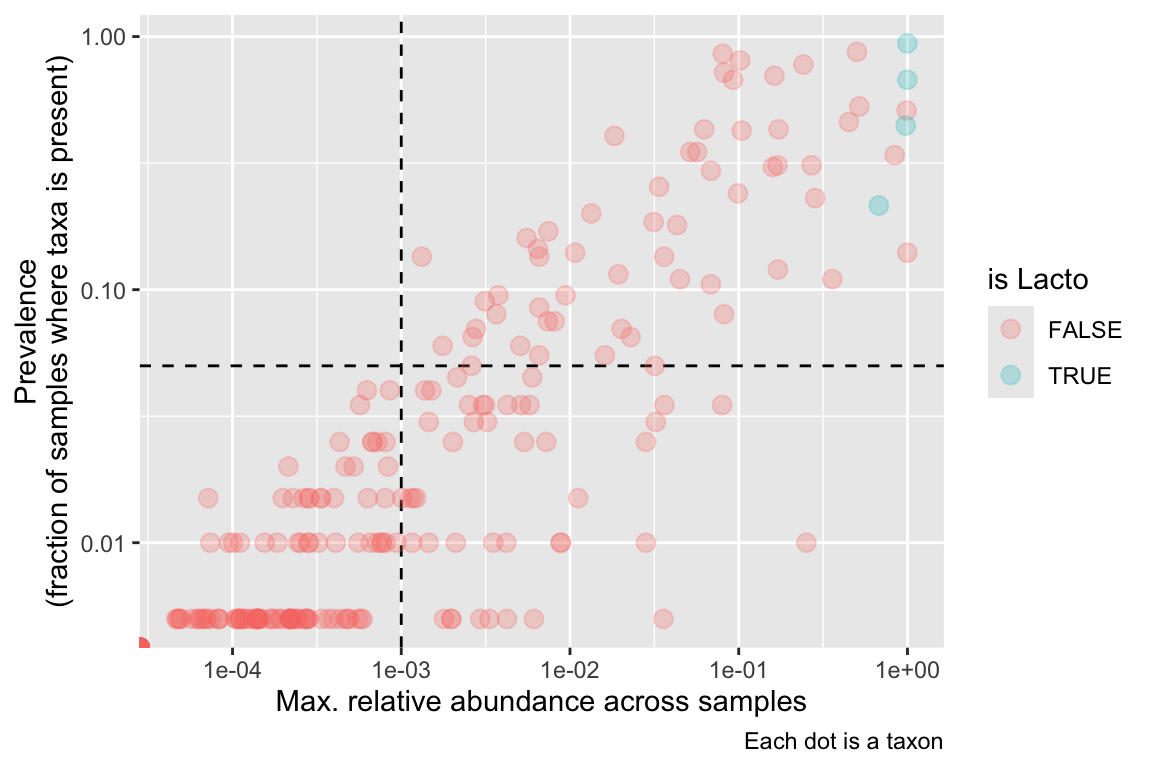 Prevalence
(fraction of samples where taxa is present)
1.00
0.10
0.01
1e-04 1e-03 1e-02 1e-01 1e+00
Max. relative abundance across samples
Each dot is a taxon
is Lacto
FALSE
TRUE